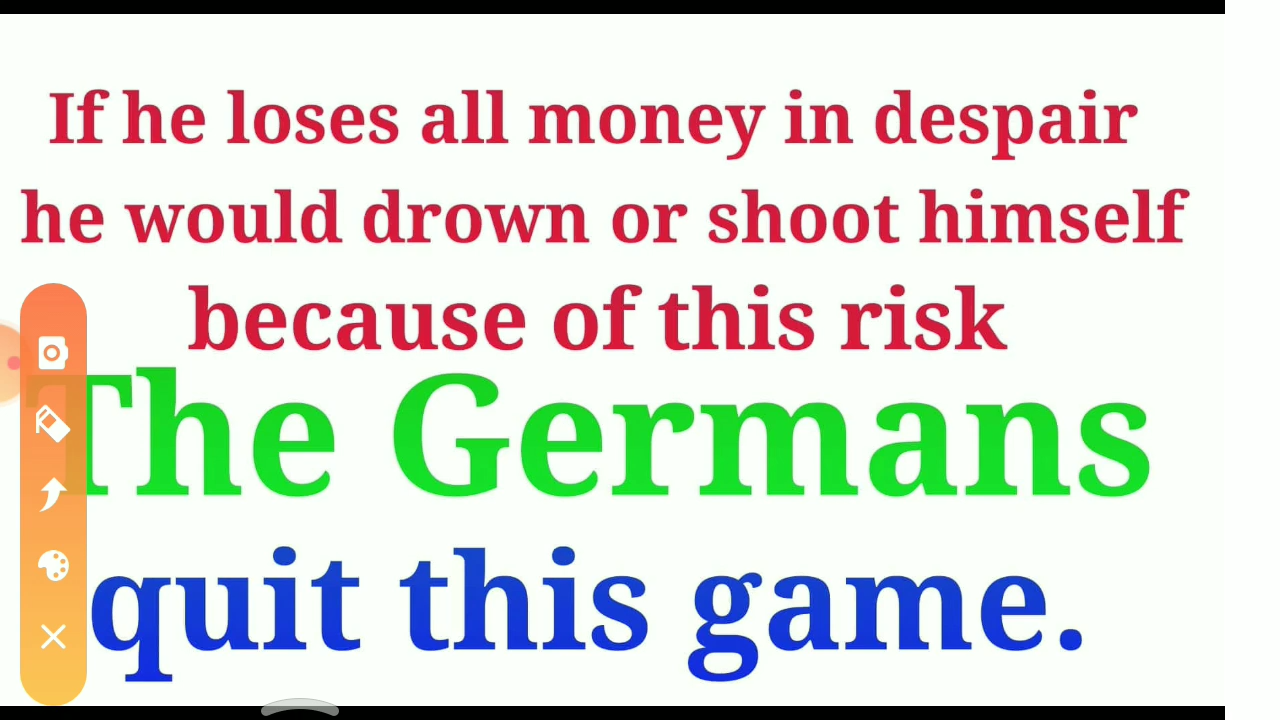 If he loses all money in despair
he would drown or shoot himself
because of this risk
The Germans
quit this game.